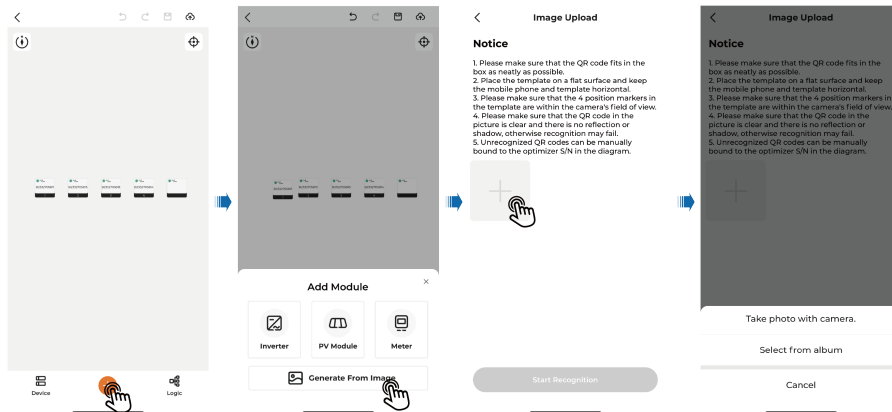 Device
Logic
Add Module
Inverter
PV Module
Meter
Generate From Image
Image Upload
Notice
1. Please make sure that the QR code fits in the
box as neatly as possible.
2. Place the template on a flat surface and keep
the mobile phone and template horizontal.
3. Please make sure that the 4 position markers in
the template are within the camera's field of view.
4. Please make sure that the QR code in the
picture is clear and there is no reflection or
shadow, otherwise recognition may fail.
5. Unrecognized QR codes can be manually
bound to the optimizer S/N in the diagram.
Start Recognition
Image Upload
Notice
1. Please make sure that the QR code fits in the
box as neatly as possible.
2. Place the template on a flat surface and keep
the mobile phone and template horizontal.
3. Please make sure that the 4 position markers in
the template are within the camera's field of view.
4. Please make sure that the QR code in the
picture is clear and there is no reflection or
shadow, otherwise recognition may fail.
5. Unrecognized QR codes can be manually
bound to the optimizer S/N in the diagram.
Take photo with camera.
Select from album
Cancel